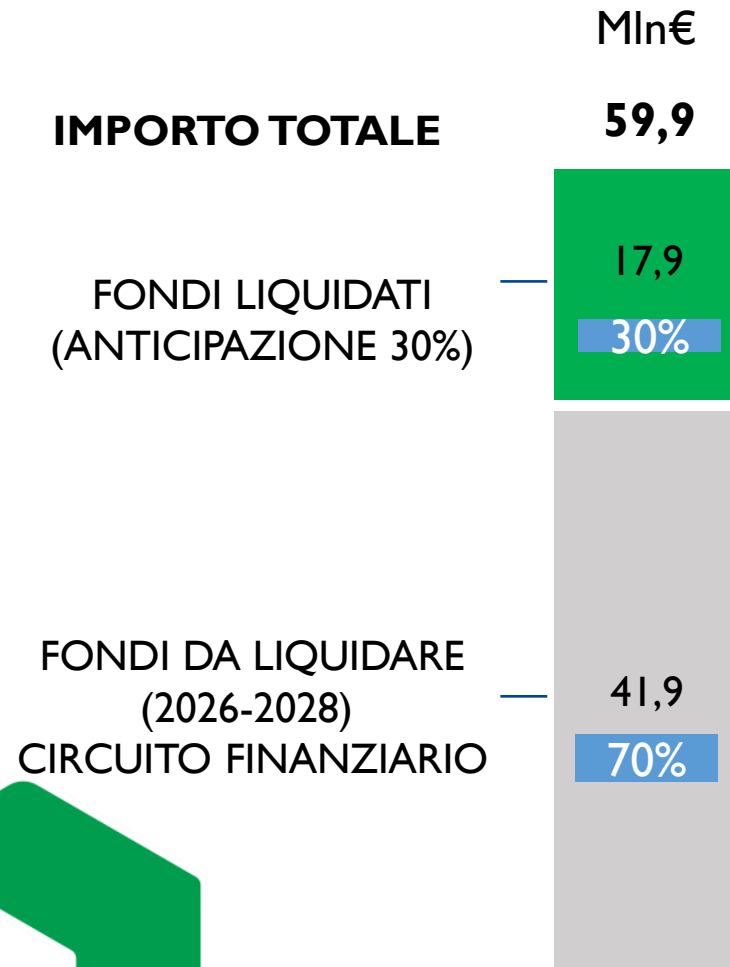 Mln€
IMPORTO TOTALE 59,9
FONDI LIQUIDATI
(ANTICIPAZIONE 30%)
17,9
30%
FONDI DA LIQUIDARE
(2026-2028)
CIRCUITO FINANZIARIO
41,9
70%